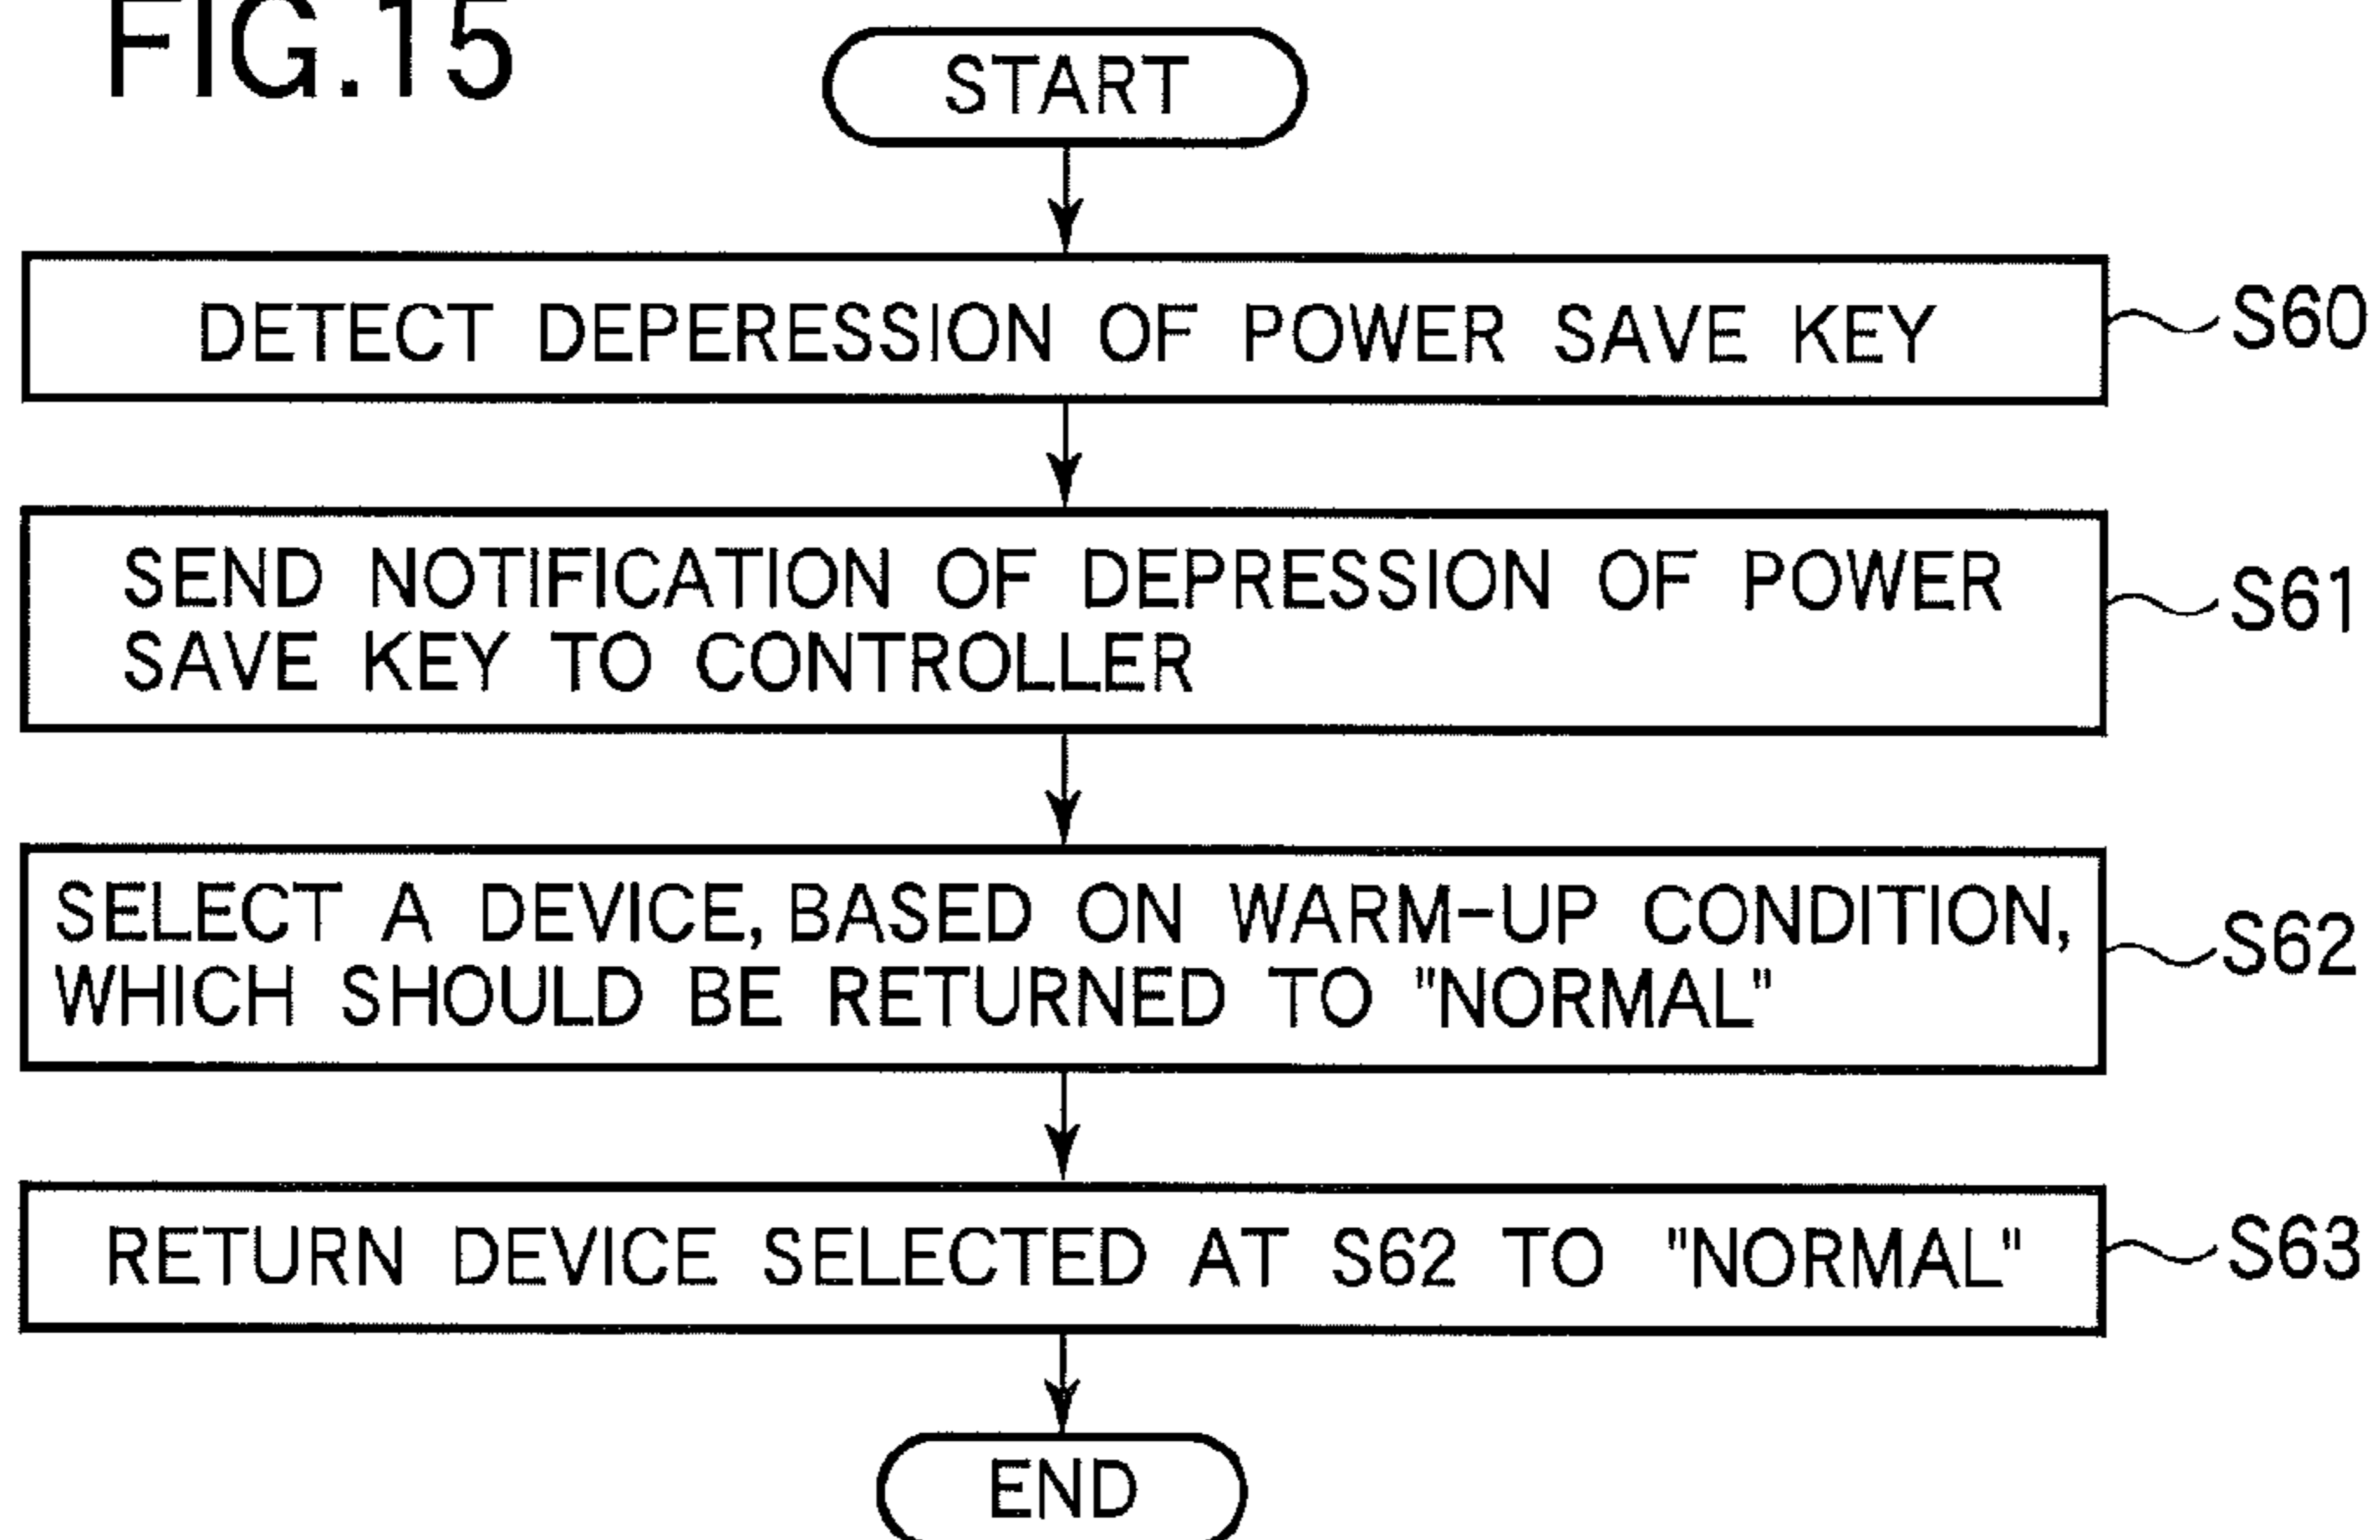 FIG.15
START
DETECT DEPERESSION OF POWER SAVE KEY
S60
SEND NOTIFICATION OF DEPRESSION OF POWER
SAVE KEY TO CONTROLLER
S61
SELECT A DEVICE, BASED ON WARM-UP CONDITION,
WHICH SHOULD BE RETURNED TO "NORMAL"
S62
RETURN DEVICE SELECTED AT S62 TO "NORMAL"
S63
END